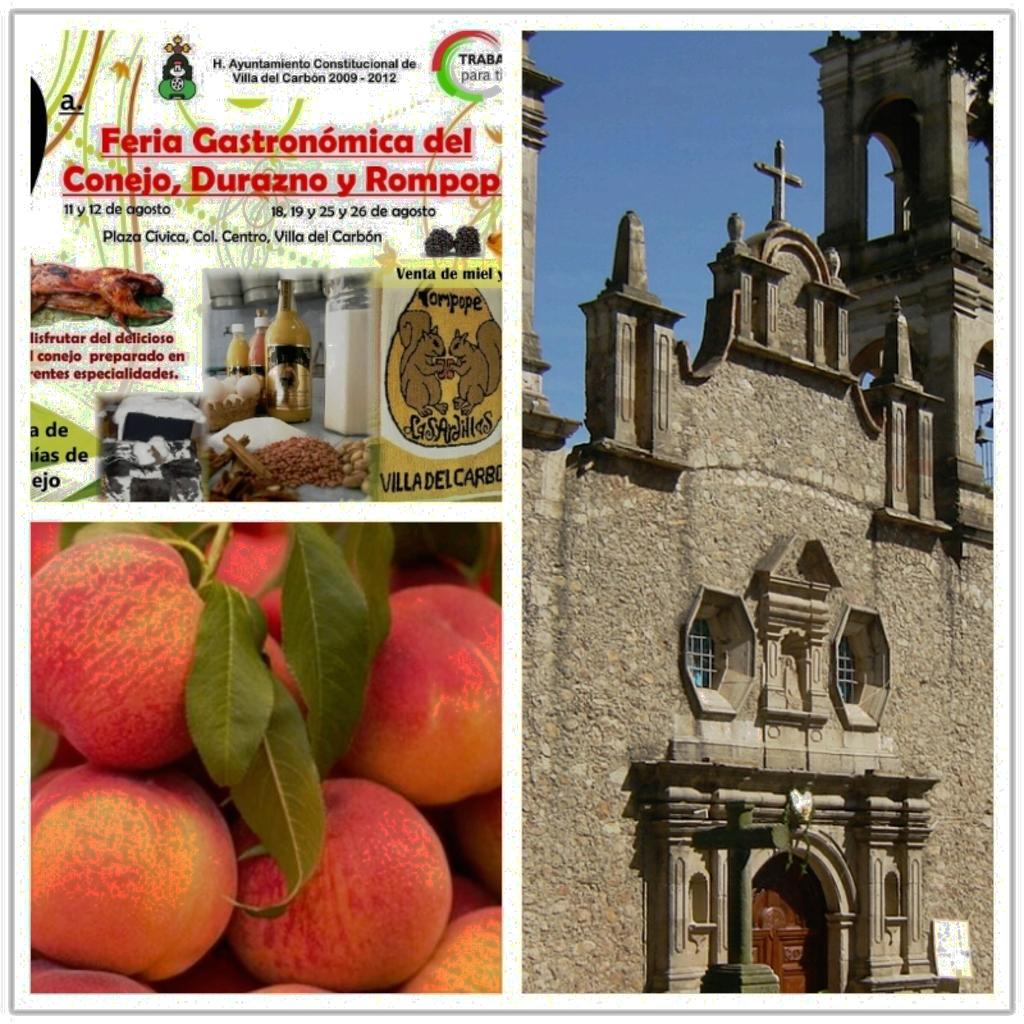 H. Ayuntamiento Constitucional de
Villa del Carbón 2009 - 2012
TRABA
para ti
a.
Feria Gastronómica del
Conejo, Durazno y Rompop
11 y 12 de agosto
18, 19 y 25 y 26 de agosto
Plaza Cívica, Col. Centro, Villa del Carbón
Venta de miel y
disfrutar del delicioso
l conejo preparado en
rentes especialidades.
a de
ías de
ejo
Rompope
Las Ardillas
VILLA DEL CARBO